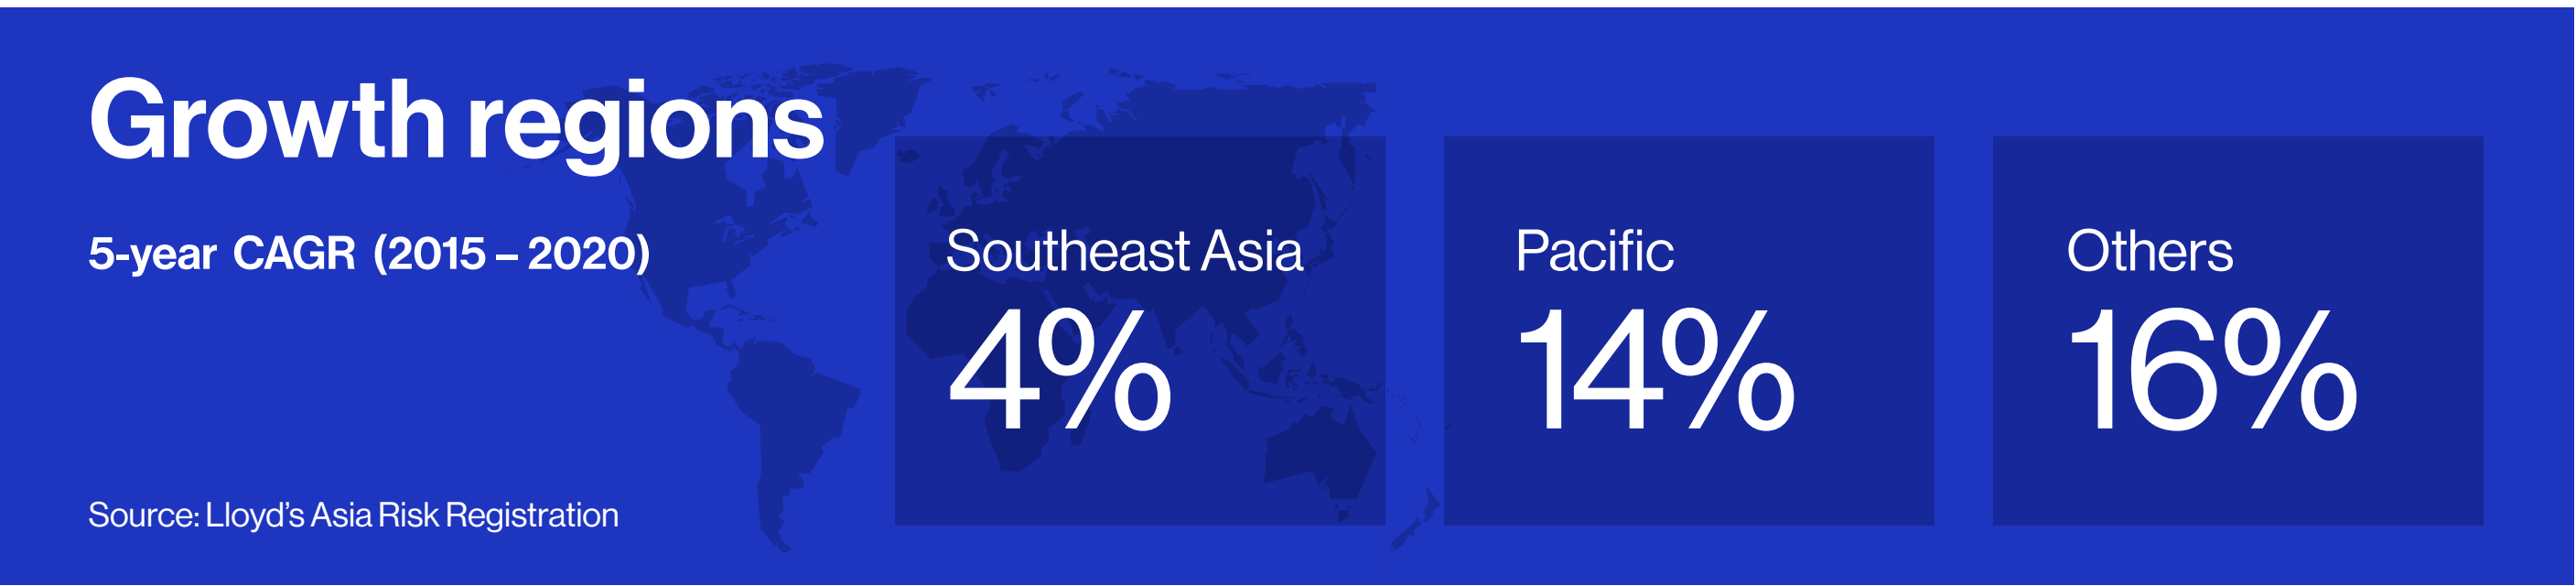 Growth regions
5-year CAGR (2015 – 2020)
Source: Lloyd’s Asia Risk Registration
Southeast Asia
4%
Pacific
14%
Others
16%